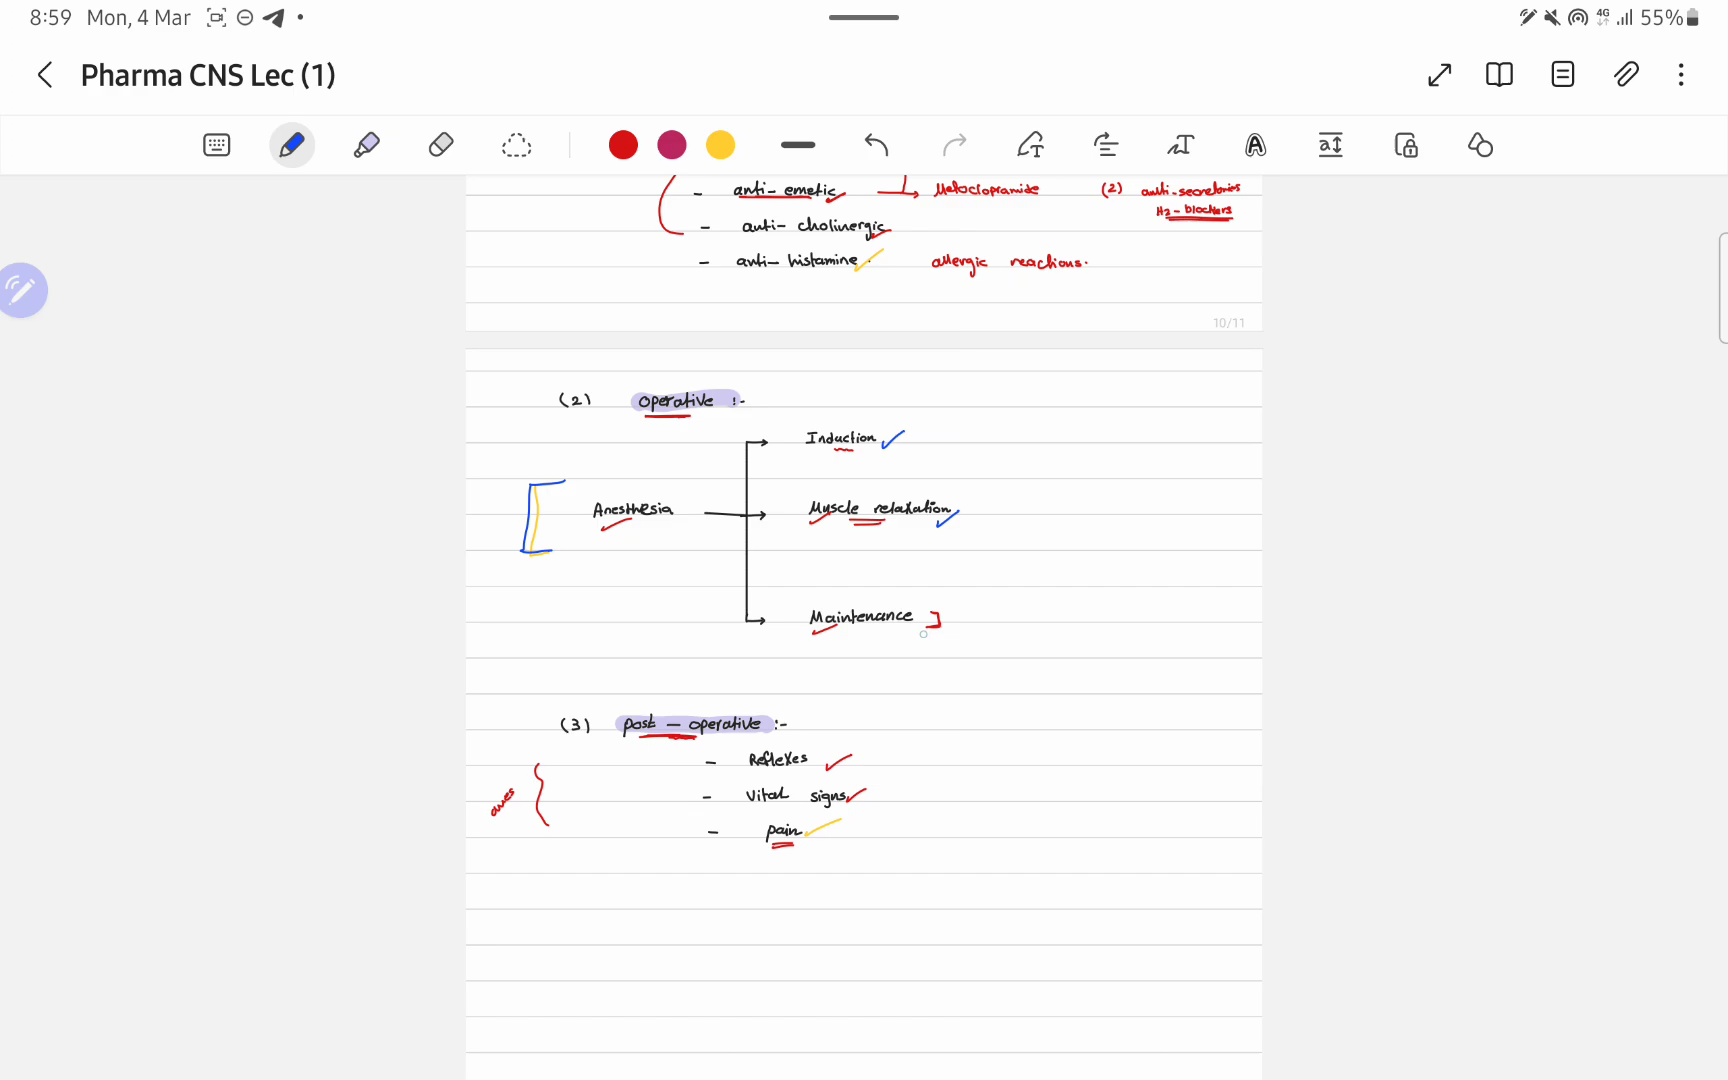 8:59 Mon, 4 Mar
4G 55%
Pharma CNS Lec (1)
- anti-emetic → Metoclopramide (2) anti-secretories
H2-blockers
- anti-cholinergic
- anti-histamine allergic reactions.
10/11
(2) operative :-
Induction
Anesthesia → Muscle relaxation
Maintenance ]
(3) post-operative :-
- Reflexes
- Vital signs
- pain